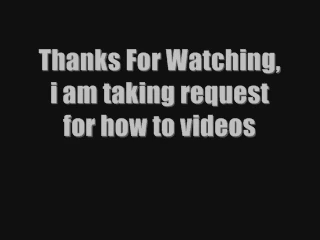 Thanks For Watching,
i am taking request
for how to videos